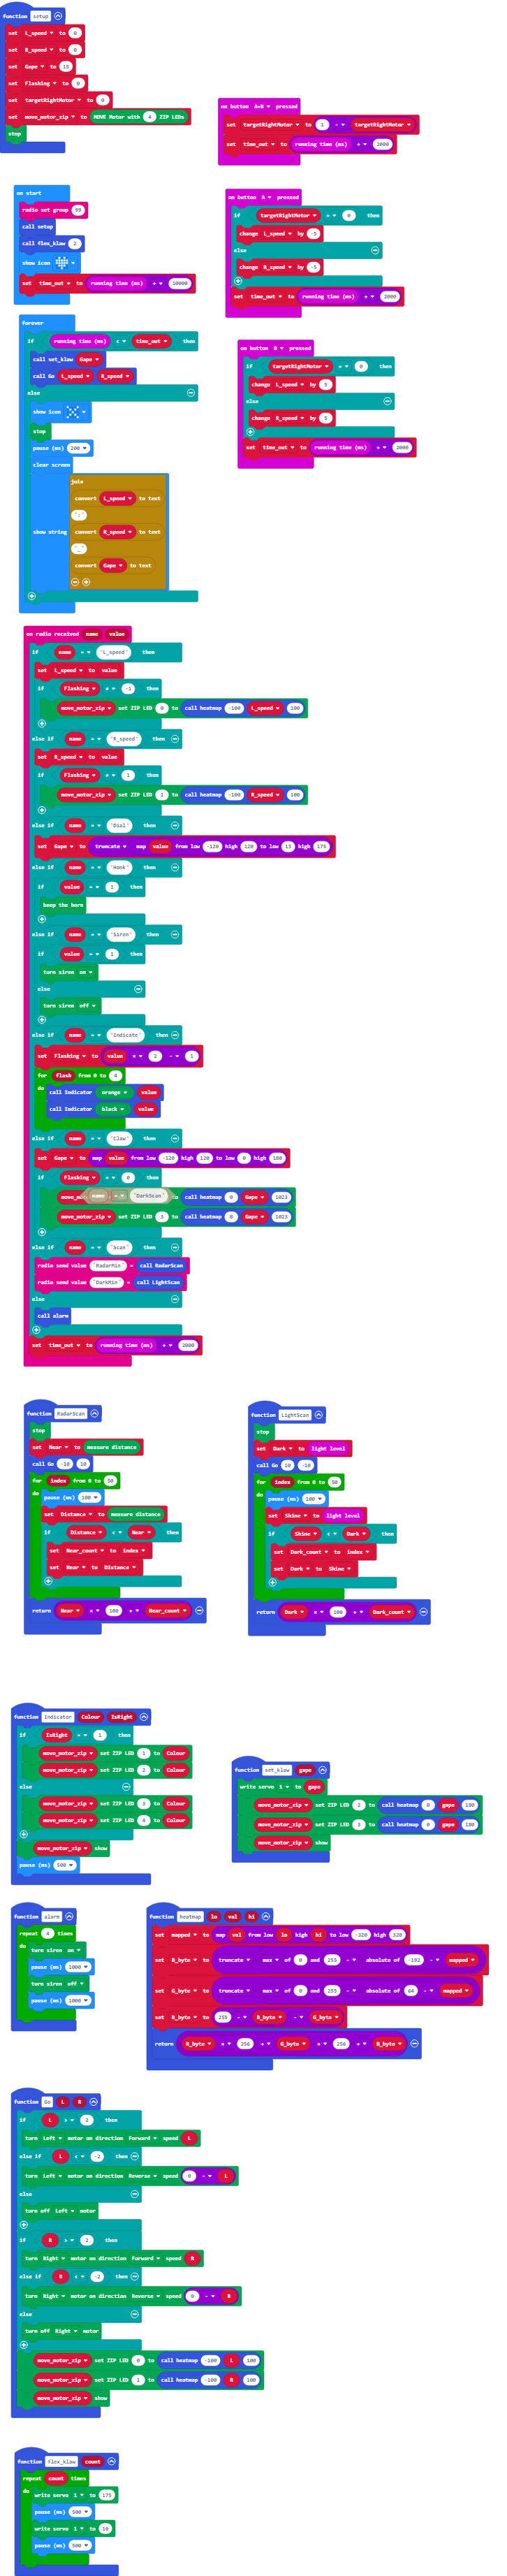 function setup
set L_speed to 0
set R_speed to 0
set Gape to 15
set Flashing to 0
set targetRightMotor to 0
set move_motor_zip to MOVE Motor with 4 ZIP LEDs
stop
on button A+B pressed
set targetRightMotor to 1 - targetRightMotor
set time_out to running time (ms) + 2000
on start
radio set group 99
call setup
call flex_klaw 2
show icon
set time_out to running time (ms) + 10000
on button A pressed
if targetRightMotor = 0 then
change L_speed by -5
else
change R_speed by -5
set time_out to running time (ms) + 2000
forever
if running time (ms) < time_out then
call set_klaw Gape
call Go L_speed R_speed
else
show icon
stop
pause (ms) 200
clear screen
show string join
convert L_speed to text
":"
convert R_speed to text
"_"
convert Gape to text
on button B pressed
if targetRightMotor = 0 then
change L_speed by 5
else
change R_speed by 5
set time_out to running time (ms) + 2000
on radio received name value
if name = "L_speed" then
set L_speed to value
if Flashing ≠ -1 then
move_motor_zip set ZIP LED 0 to call heatmap -100 L_speed 100
else if name = "R_speed" then
set R_speed to value
if Flashing ≠ 1 then
move_motor_zip set ZIP LED 1 to call heatmap -100 R_speed 100
else if name = "Dial" then
set Gape to truncate map value from low -120 high 120 to low 15 high 175
else if name = "Honk" then
if value = 1 then
beep the horn
else if name = "Siren" then
if value = 1 then
turn siren on
else
turn siren off
else if name = "Indicate" then
set Flashing to value × 2 - 1
for flash from 0 to 4
do call Indicator orange value
call Indicator black value
else if name = "Claw" then
set Gape to map value from low -120 high 120 to low 0 high 180
if Flashing = 0 then
name = "DarkScan" to call heatmap 0 Gape 1023
move_motor_zip set ZIP LED 3 to call heatmap 0 Gape 1023
else if name = "Scan" then
radio send value "RadarMin" = call RadarScan
radio send value "DarkMin" = call LightScan
else
call alarm
set time_out to running time (ms) + 2000
function RadarScan
stop
set Near to measure distance
call Go -10 10
for index from 0 to 50
do pause (ms) 100
set Distance to measure distance
if Distance < Near then
set Near_count to index
set Near to Distance
return Near × 100 + Near_count
function LightScan
stop
set Dark to light level
call Go 10 -10
for index from 0 to 50
do pause (ms) 100
set Shine to light level
if Shine < Dark then
set Dark_count to index
set Dark to Shine
return Dark × 100 + Dark_count
function Indicator Colour IsRight
if IsRight = 1 then
move_motor_zip set ZIP LED 1 to Colour
move_motor_zip set ZIP LED 2 to Colour
else
move_motor_zip set ZIP LED 3 to Colour
move_motor_zip set ZIP LED 4 to Colour
move_motor_zip show
pause (ms) 500
function set_klaw gape
write servo 1 to gape
move_motor_zip set ZIP LED 2 to call heatmap 0 gape 180
move_motor_zip set ZIP LED 3 to call heatmap 0 gape 180
move_motor_zip show
function alarm
repeat 4 times
do turn siren on
pause (ms) 1000
turn siren off
pause (ms) 1000
function heatmap lo val hi
set mapped to map val from low lo high hi to low -320 high 320
set B_byte to truncate max of 0 and 255 - absolute of -192 - mapped
set G_byte to truncate max of 0 and 255 - absolute of 64 - mapped
set R_byte to 255 - B_byte - G_byte
return R_byte × 256 + G_byte × 256 + B_byte
function Go L R
if L > 2 then
turn Left motor on direction Forward speed L
else if L < -2 then
turn Left motor on direction Reverse speed 0 - L
else
turn off Left motor
if R > 2 then
turn Right motor on direction Forward speed R
else if R < -2 then
turn Right motor on direction Reverse speed 0 - R
else
turn off Right motor
move_motor_zip set ZIP LED 0 to call heatmap -100 L 100
move_motor_zip set ZIP LED 1 to call heatmap -100 R 100
move_motor_zip show
function flex_klaw count
repeat count times
do write servo 1 to 175
pause (ms) 500
write servo 1 to 10
pause (ms) 500